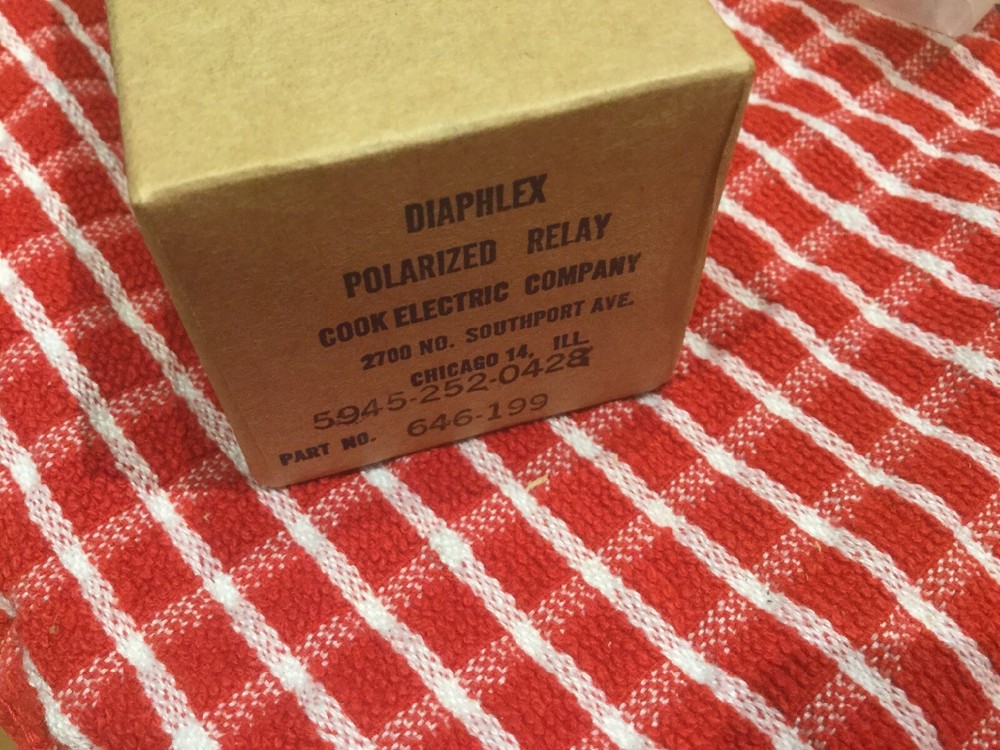 DIAPHLEX
POLARIZED RELAY
COOK ELECTRIC COMPANY
2700 NO. SOUTHPORT AVE.
CHICAGO 14, ILL.
5945-252-0428
PART NO. 646-199